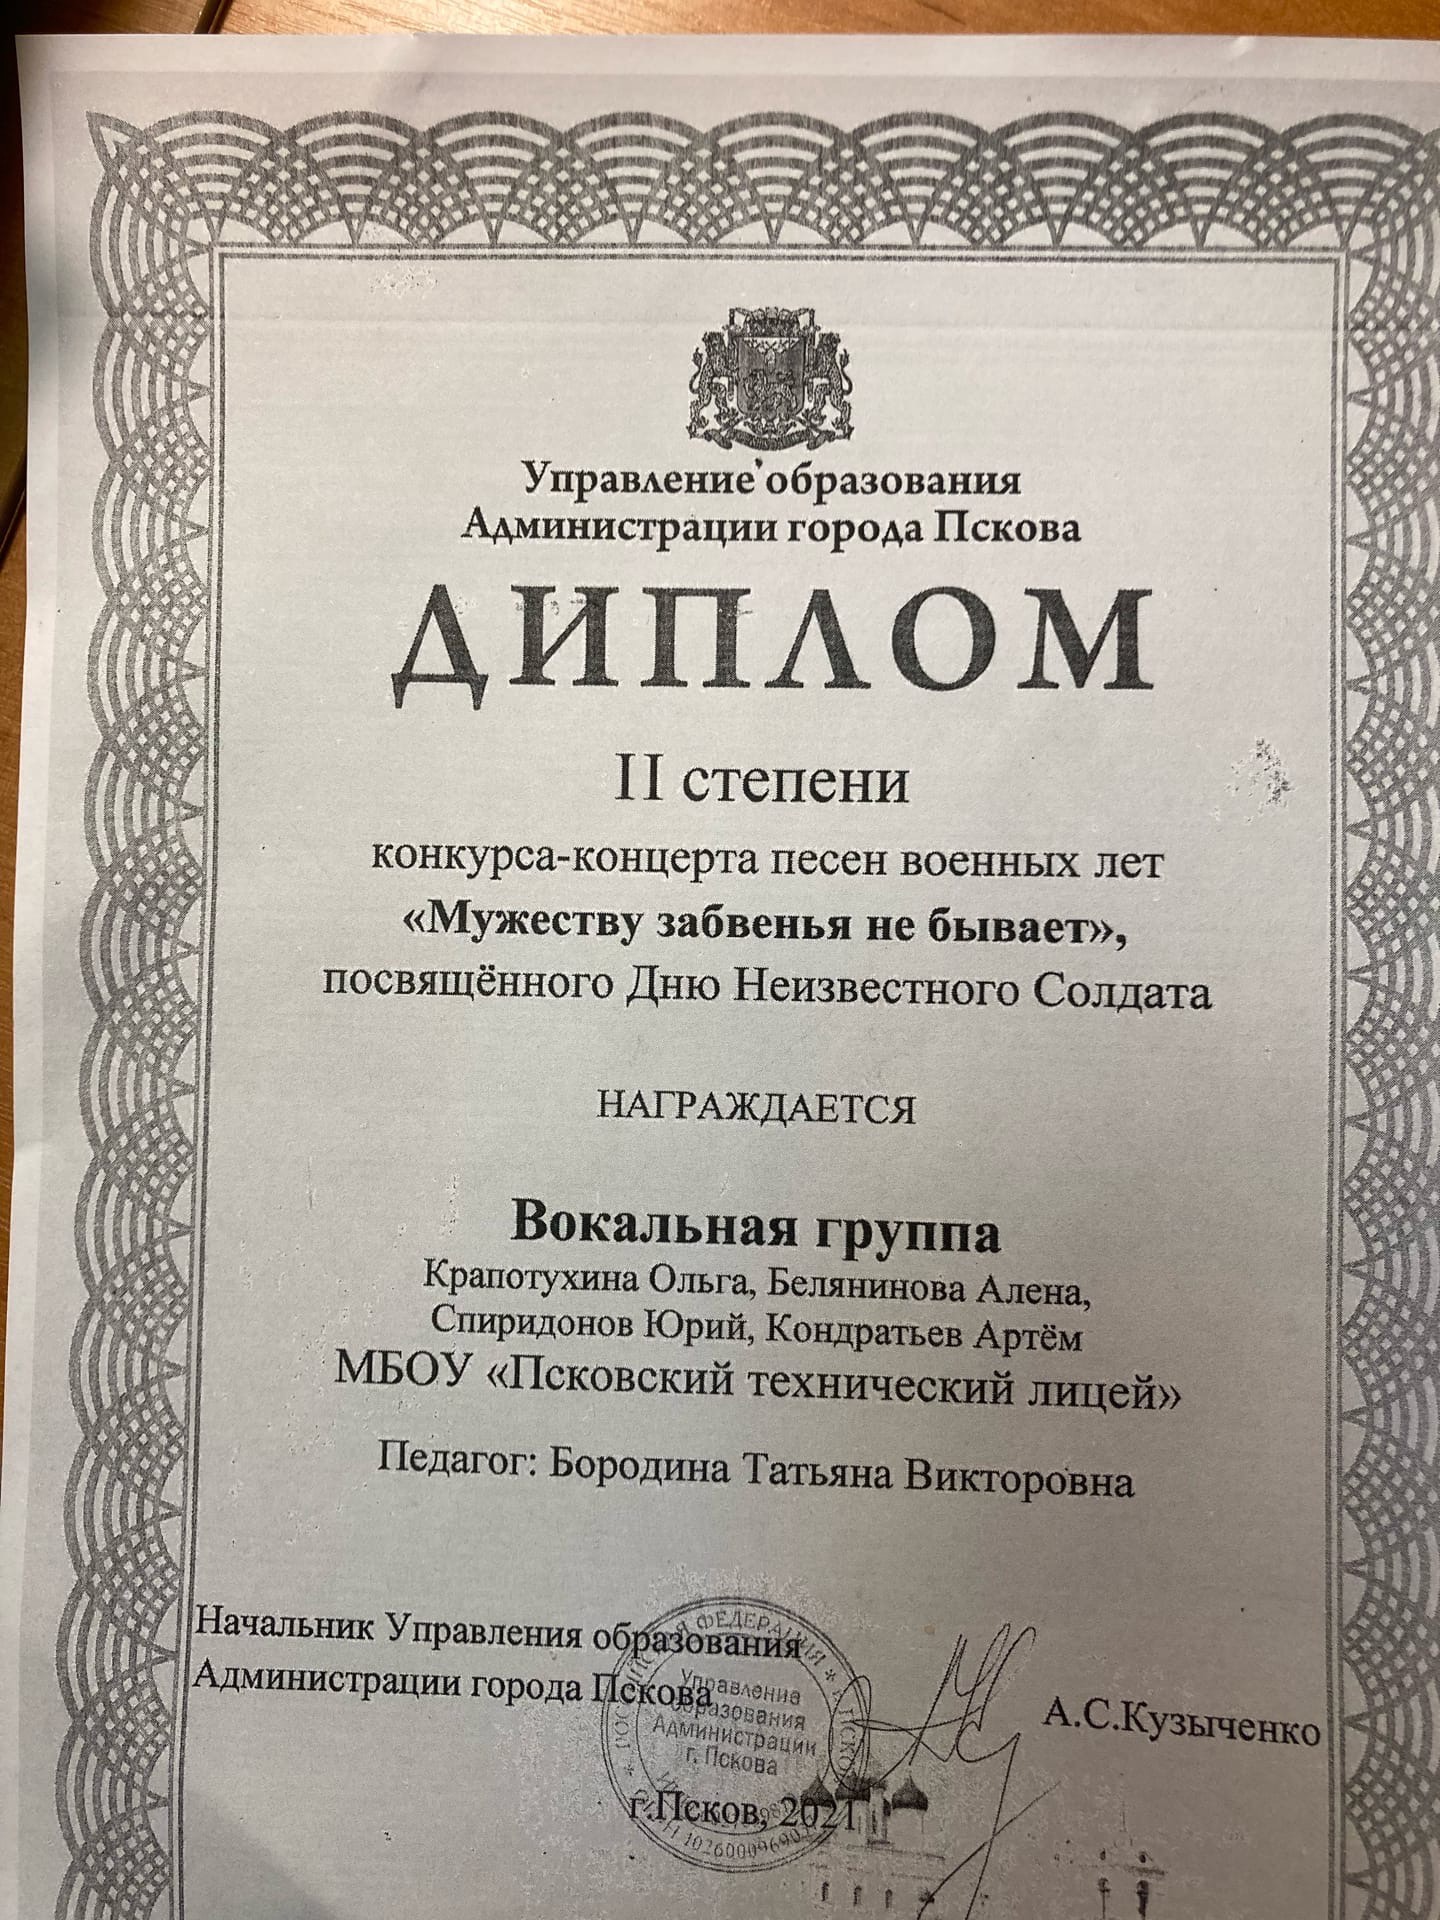 Управление образования
Администрации города Пскова
ДИПЛОМ
II степени
конкурса-концерта песен военных лет
«Мужеству забвенья не бывает»,
посвящённого Дню Неизвестного Солдата
НАГРАЖДАЕТСЯ
Вокальная группа
Крапотухина Ольга, Белянинова Алена,
Спиридонов Юрий, Кондратьев Артём
МБОУ «Псковский технический лицей»
Педагог: Бородина Татьяна Викторовна
Начальник Управления образования
Администрации города Пскова
А.С.Кузыченко
Управление
образования
Администрации
г. Пскова
г.Псков, 2021